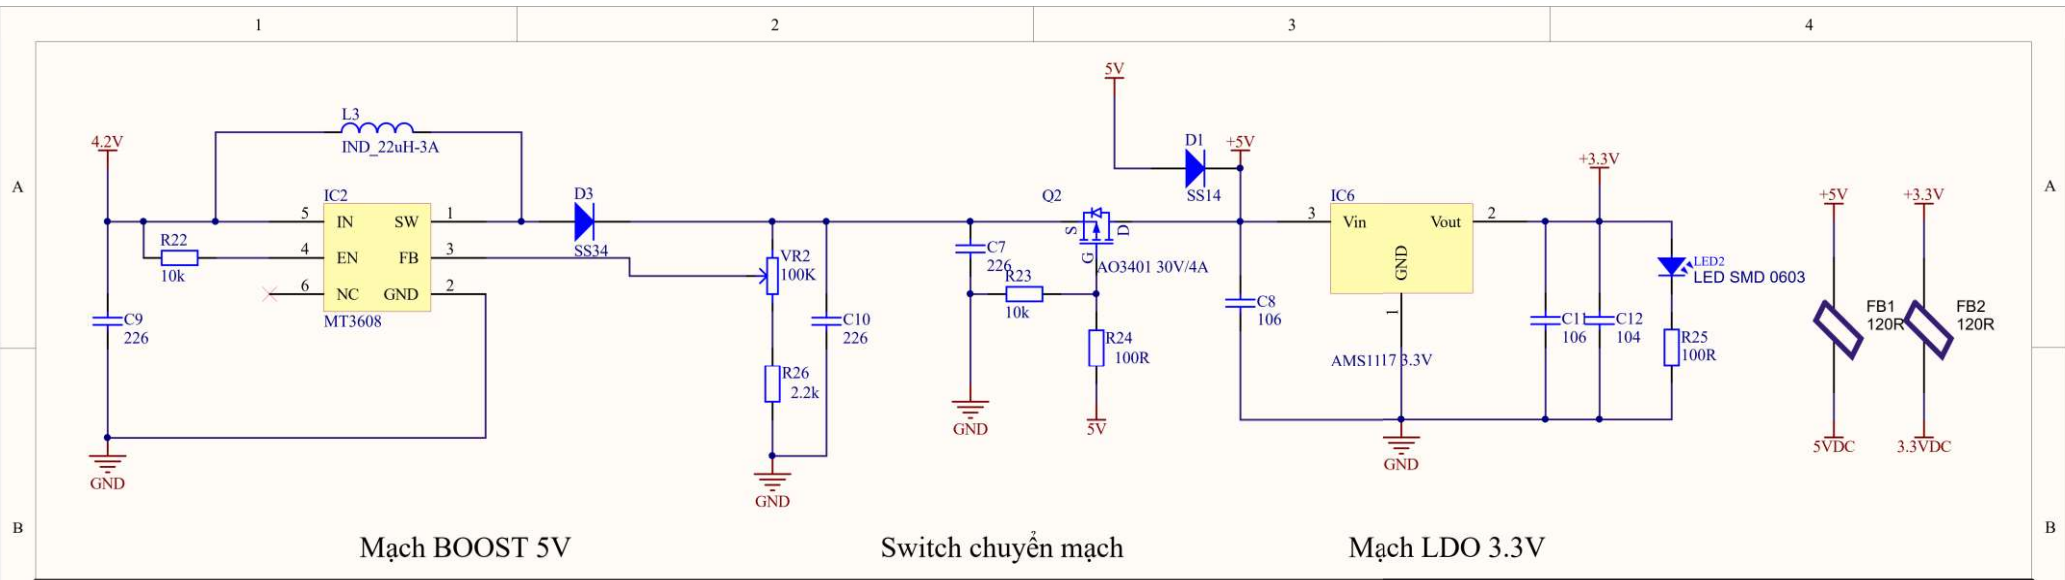 1
2
3
4
A
A
B
B
4.2V
L3
IND_22uH-3A
IC2
5
IN
SW
1
4
EN
FB
3
6
NC
GND
2
MT3608
R22
10k
C9
226
GND
D3
SS34
VR2
100K
R26
2.2k
C10
226
GND
C7
226
R23
10k
GND
Q2
S
D
G
AO3401 30V/4A
R24
100R
5V
5V
D1
SS14
+5V
C8
106
IC6
3
Vin
Vout
2
GND
1
AMS1117 3.3V
GND
C11
106
C12
104
+3.3V
LED2
LED SMD 0603
R25
100R
+5V
FB1
120R
5VDC
+3.3V
FB2
120R
3.3VDC
Mạch BOOST 5V
Switch chuyển mạch
Mạch LDO 3.3V